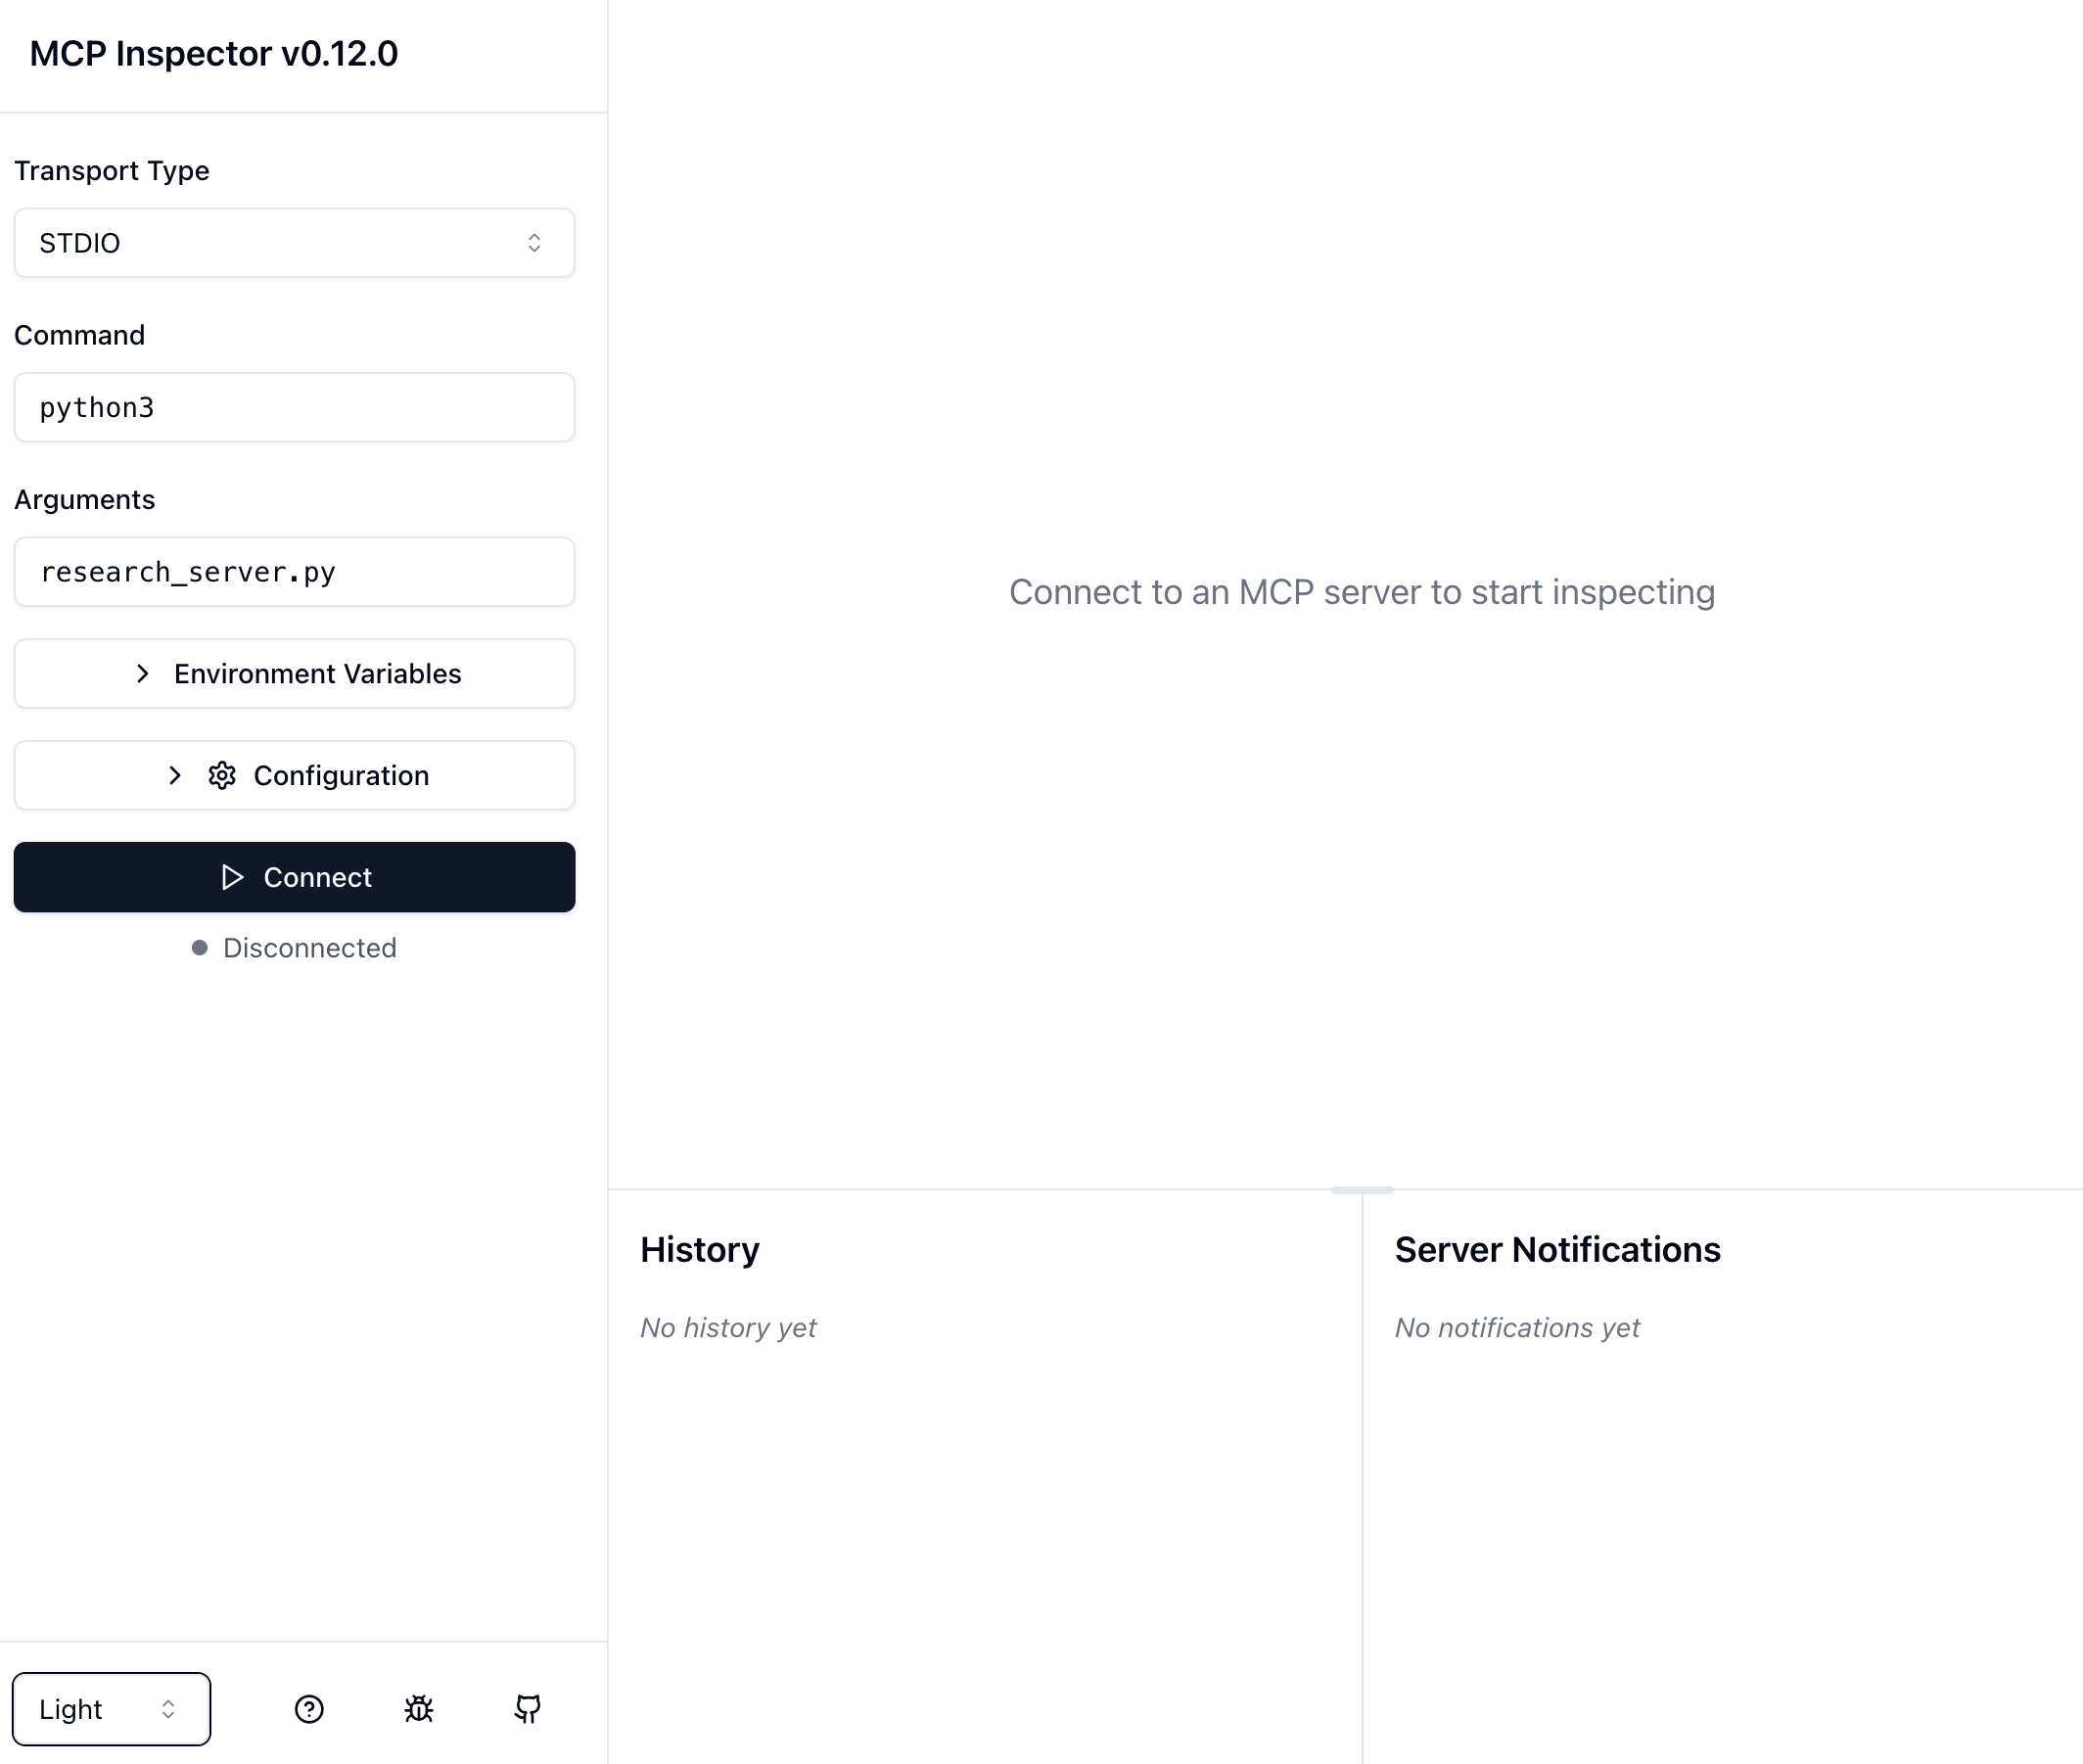 MCP Inspector v0.12.0
Transport Type
STDIO
Command
python3
Arguments
research_server.py
Environment Variables
Configuration
Connect
Disconnected
Light
Connect to an MCP server to start inspecting
History
No history yet
Server Notifications
No notifications yet